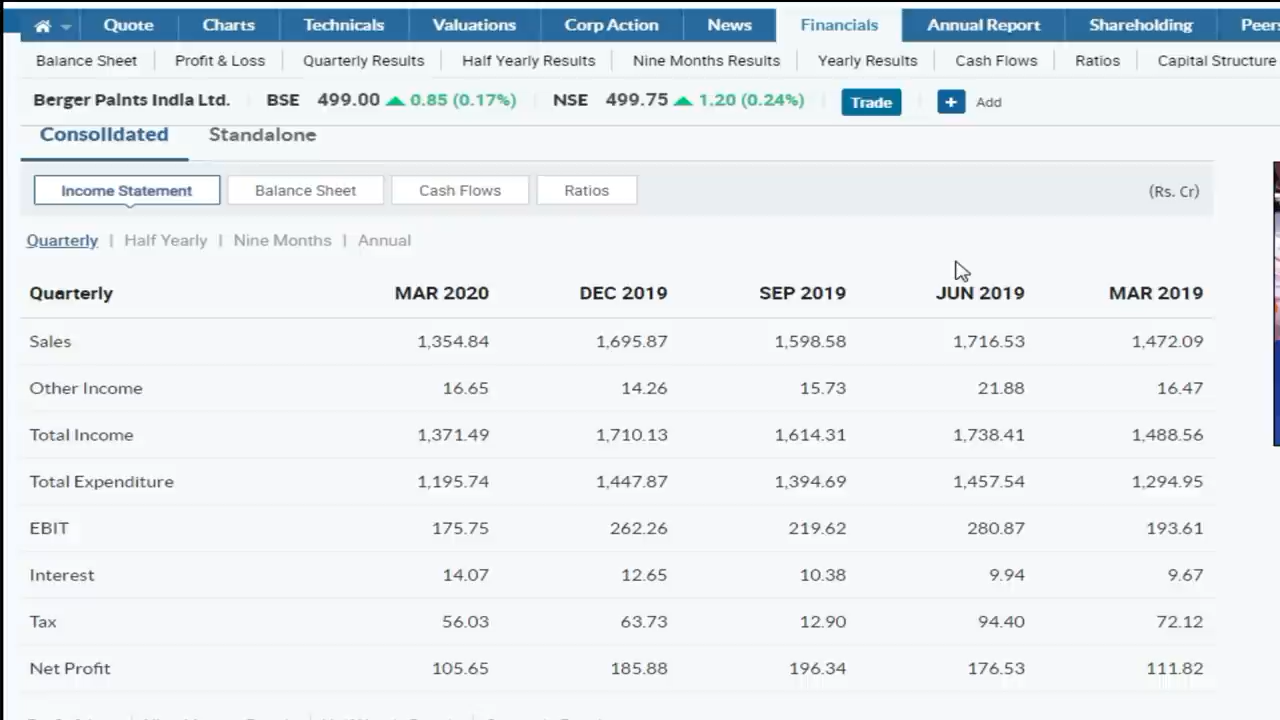 Quote Charts Technicals Valuations Corp Action News Financials Annual Report Shareholding Peers
Balance Sheet Profit & Loss Quarterly Results Half Yearly Results Nine Months Results Yearly Results Cash Flows Ratios Capital Structure
Berger Paints India Ltd. BSE 499.00 0.85 (0.17%) NSE 499.75 1.20 (0.24%) Trade + Add
Consolidated Standalone
Income Statement Balance Sheet Cash Flows Ratios (Rs. Cr)
Quarterly | Half Yearly | Nine Months | Annual
Quarterly MAR 2020 DEC 2019 SEP 2019 JUN 2019 MAR 2019
Sales 1,354.84 1,695.87 1,598.58 1,716.53 1,472.09
Other Income 16.65 14.26 15.73 21.88 16.47
Total Income 1,371.49 1,710.13 1,614.31 1,738.41 1,488.56
Total Expenditure 1,195.74 1,447.87 1,394.69 1,457.54 1,294.95
EBIT 175.75 262.26 219.62 280.87 193.61
Interest 14.07 12.65 10.38 9.94 9.67
Tax 56.03 63.73 12.90 94.40 72.12
Net Profit 105.65 185.88 196.34 176.53 111.82